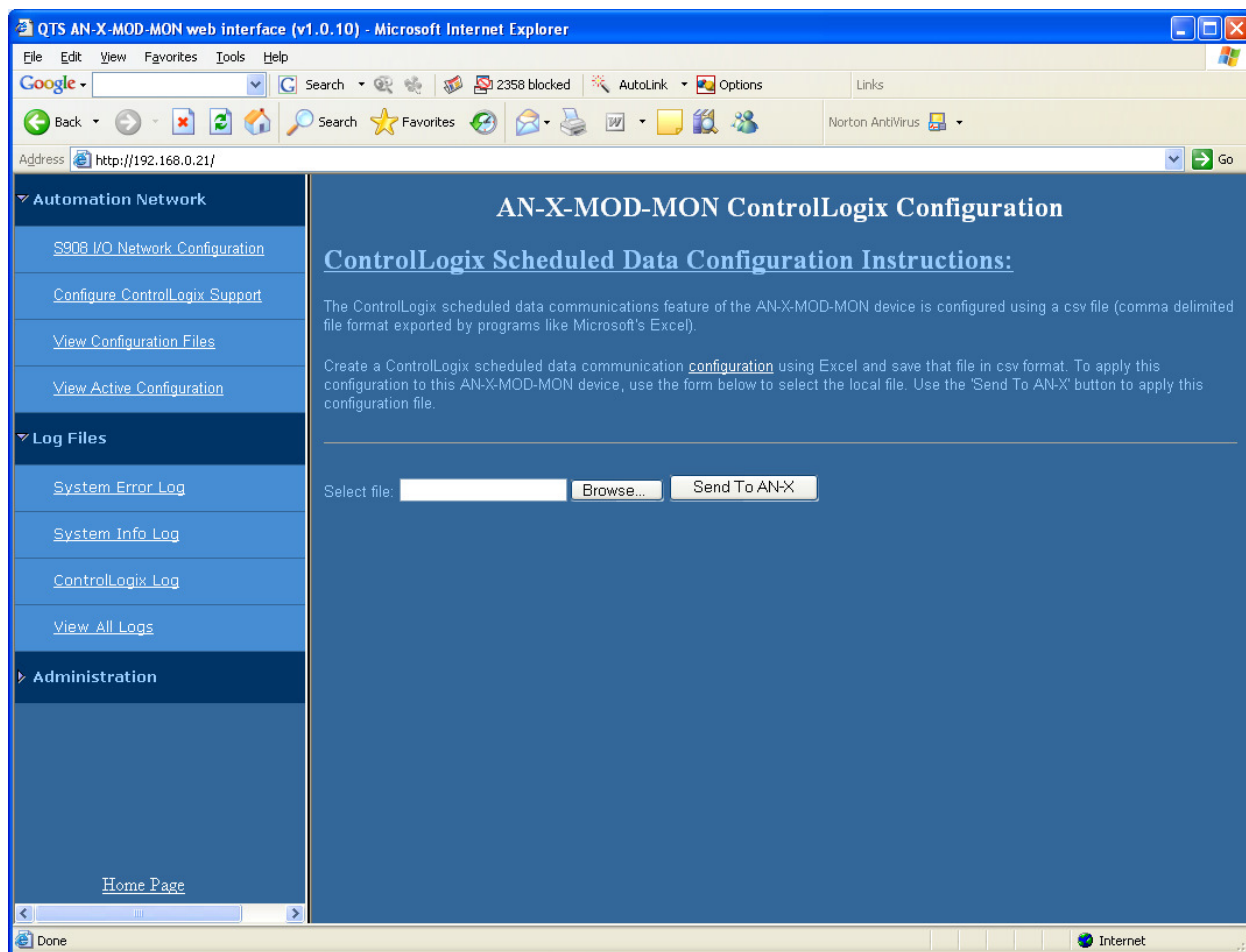 QTS AN-X-MOD-MON web interface (v1.0.10) - Microsoft Internet Explorer
File Edit View Favorites Tools Help
Google Search 2358 blocked AutoLink Options Links
Back Search Favorites Norton AntiVirus
Address http://192.168.0.21/ Go
Automation Network
S908 I/O Network Configuration
Configure ControlLogix Support
View Configuration Files
View Active Configuration
Log Files
System Error Log
System Info Log
ControlLogix Log
View All Logs
Administration
Home Page
AN-X-MOD-MON ControlLogix Configuration
ControlLogix Scheduled Data Configuration Instructions:
The ControlLogix scheduled data communications feature of the AN-X-MOD-MON device is configured using a csv file (comma delimited
file format exported by programs like Microsoft's Excel).
Create a ControlLogix scheduled data communication configuration using Excel and save that file in csv format. To apply this
configuration to this AN-X-MOD-MON device, use the form below to select the local file. Use the 'Send To AN-X' button to apply this
configuration file.
Select file: Browse... Send To AN-X
Done Internet